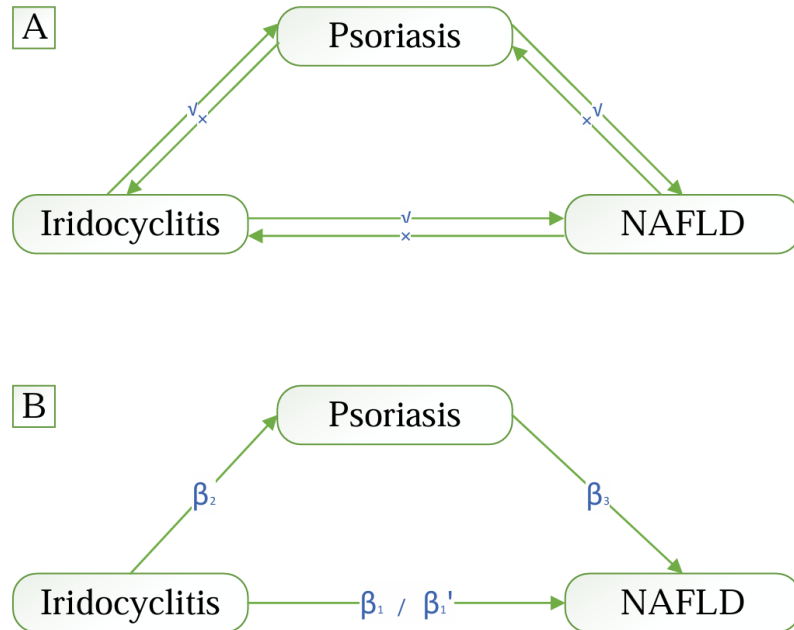 A
Psoriasis
√ × × √
Iridocyclitis √ NAFLD
×
B
Psoriasis
β₂ β₃
Iridocyclitis β₁ / β₁' NAFLD